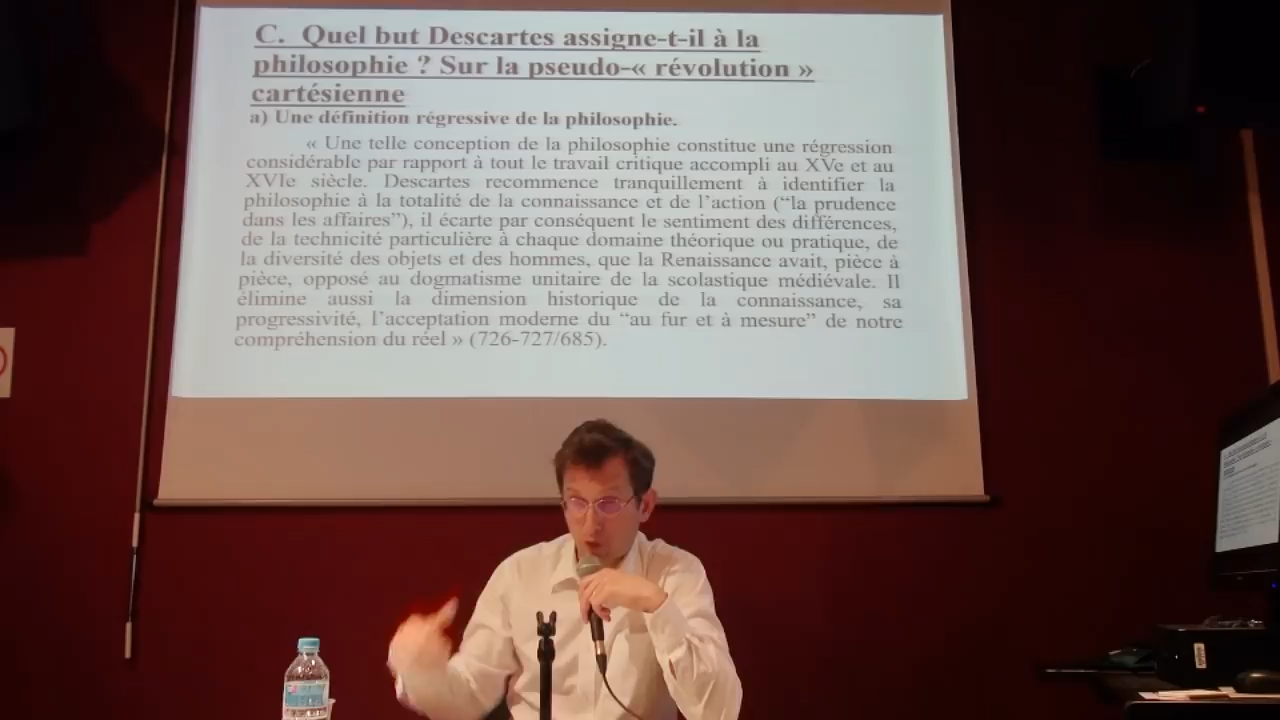 C. Quel but Descartes assigne-t-il à la
philosophie ? Sur la pseudo-« révolution »
cartésienne
a) Une définition régressive de la philosophie.
« Une telle conception de la philosophie constitue une régression
considérable par rapport à tout le travail critique accompli au XVe et au
XVIe siècle. Descartes recommence tranquillement à identifier la
philosophie à la totalité de la connaissance et de l’action (“la prudence
dans les affaires”), il écarte par conséquent le sentiment des différences,
de la technicité particulière à chaque domaine théorique ou pratique, de
la diversité des objets et des hommes, que la Renaissance avait, pièce à
pièce, opposé au dogmatisme unitaire de la scolastique médiévale. Il
élimine aussi la dimension historique de la connaissance, sa
progressivité, l’acceptation moderne du “au fur et à mesure” de notre
compréhension du réel » (726-727/685).